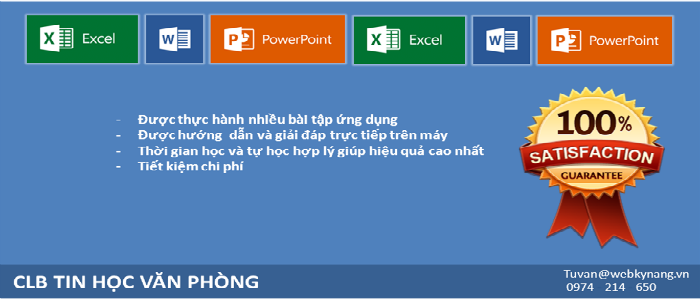 Excel
W
PowerPoint
Excel
W
PowerPoint
- Được thực hành nhiều bài tập ứng dụng
- Được hướng dẫn và giải đáp trực tiếp trên máy
- Thời gian học và tự học hợp lý giúp hiệu quả cao nhất
- Tiết kiệm chi phí
100%
SATISFACTION
GUARANTEE
CLB TIN HỌC VĂN PHÒNG
Tuvan@webkynang.vn
0974 214 650